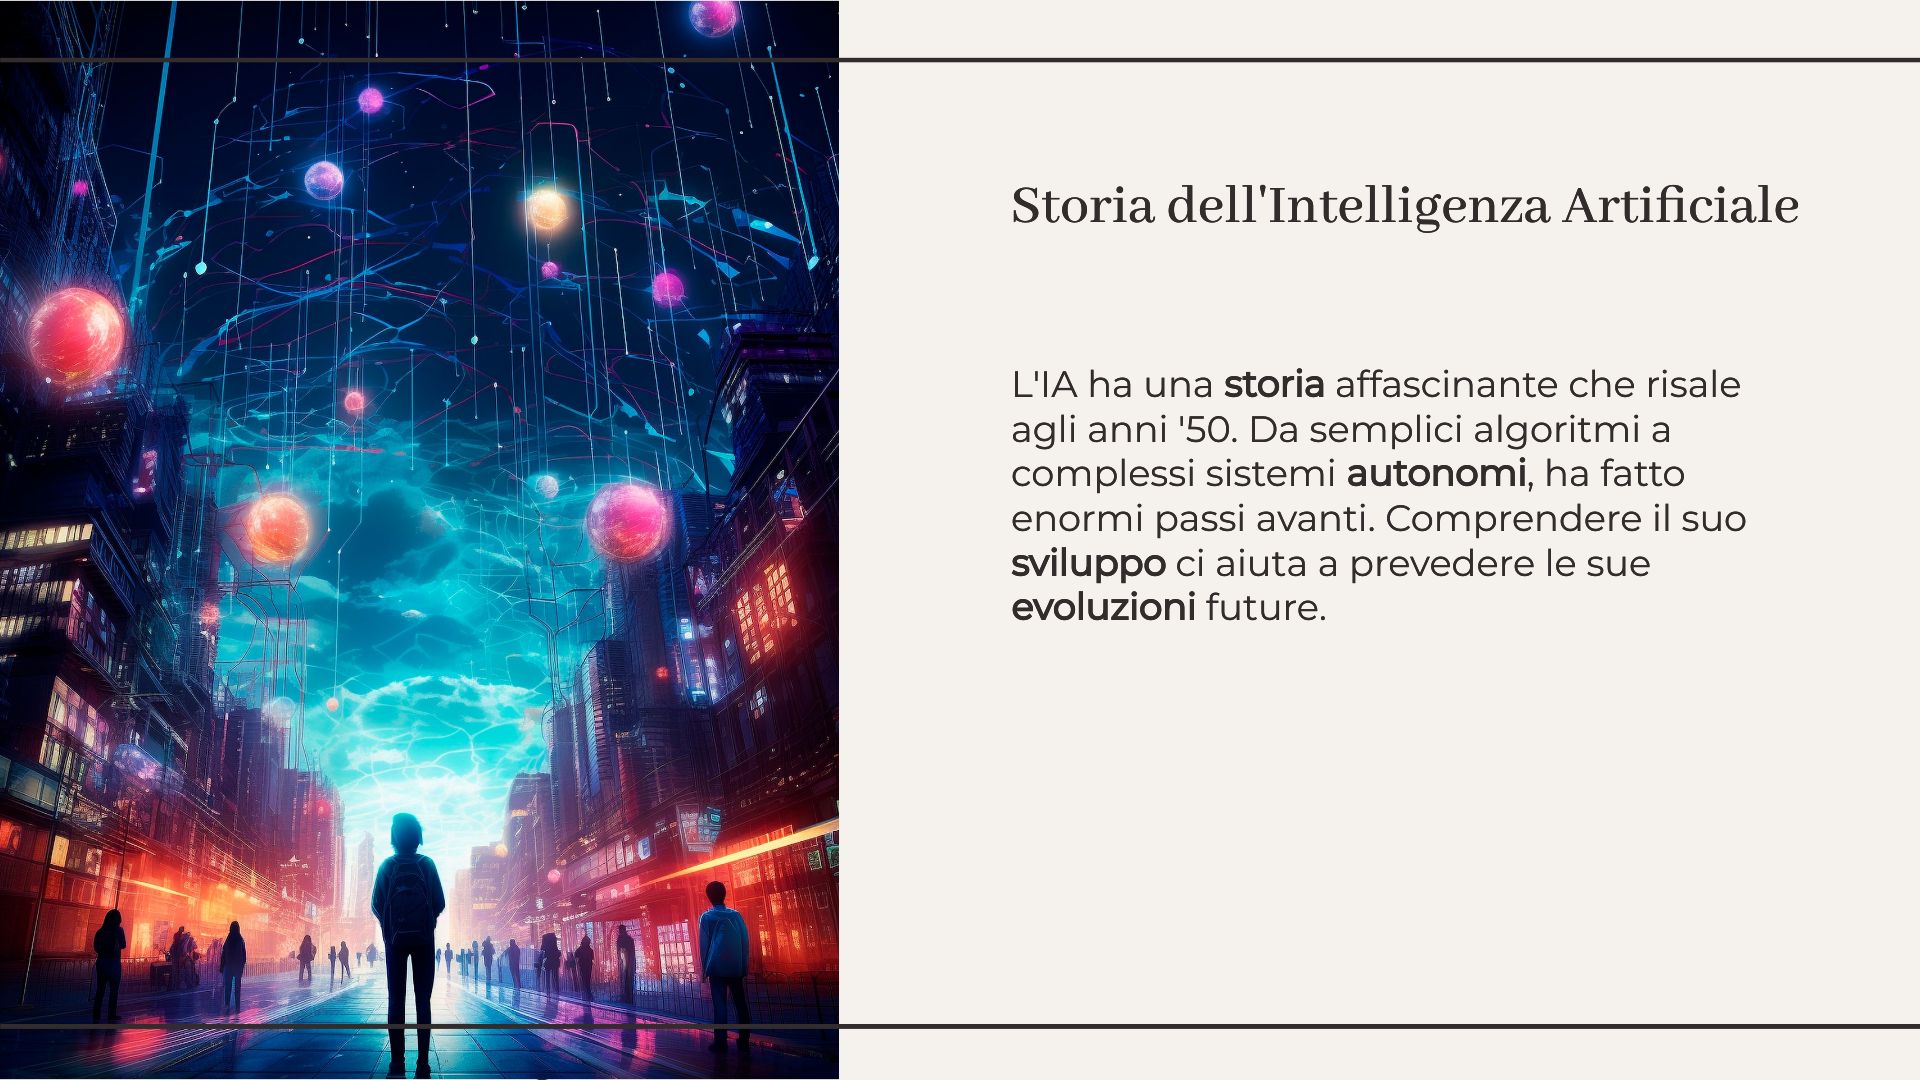 Storia dell'Intelligenza Artificiale
L'IA ha una storia affascinante che risale
agli anni '50. Da semplici algoritmi a
complessi sistemi autonomi, ha fatto
enormi passi avanti. Comprendere il suo
sviluppo ci aiuta a prevedere le sue
evoluzioni future.